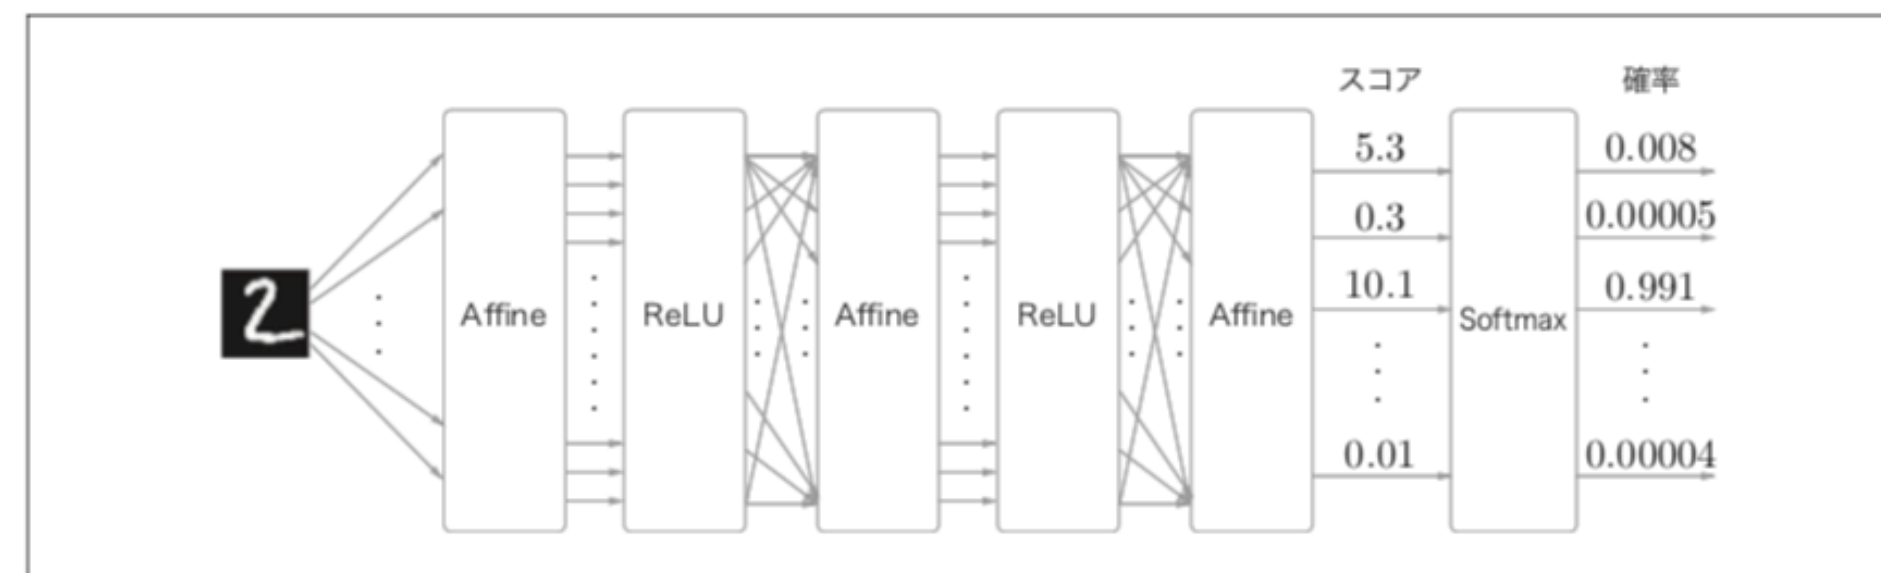 スコア 確率
5.3 0.008
0.3 0.00005
10.1 0.991
2 Affine ReLU Affine ReLU Affine Softmax
0.01 0.00004